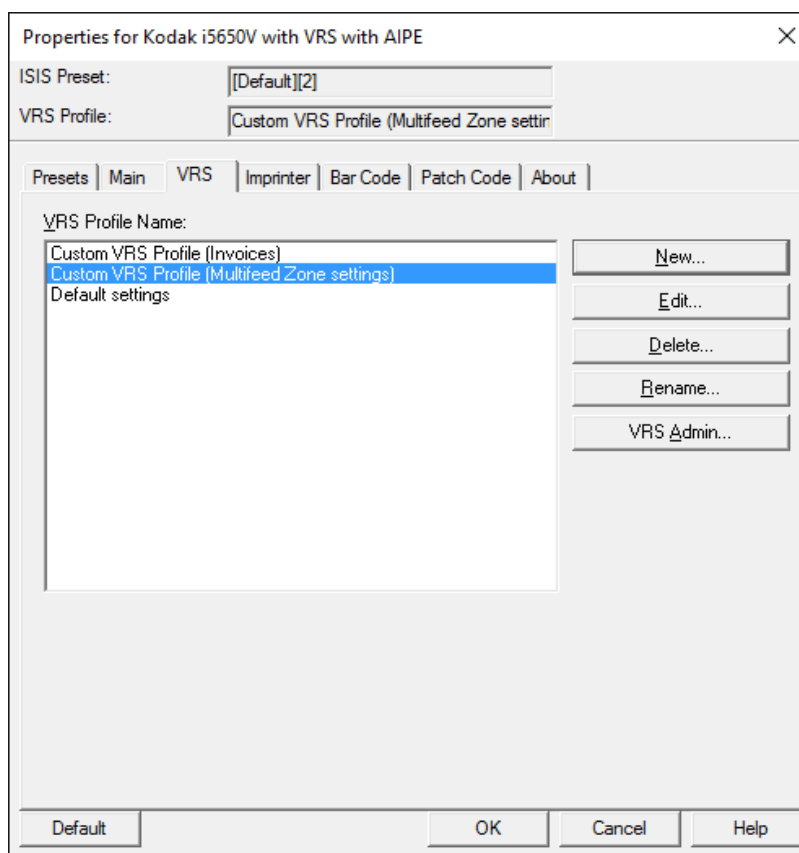 Properties for Kodak i5650V with VRS with AIPE
ISIS Preset: [Default][2]
VRS Profile: Custom VRS Profile (Multifeed Zone settin
Presets Main VRS Imprinter Bar Code Patch Code About
VRS Profile Name:
Custom VRS Profile (Invoices)
Custom VRS Profile (Multifeed Zone settings)
Default settings
New...
Edit...
Delete...
Rename...
VRS Admin...
Default OK Cancel Help